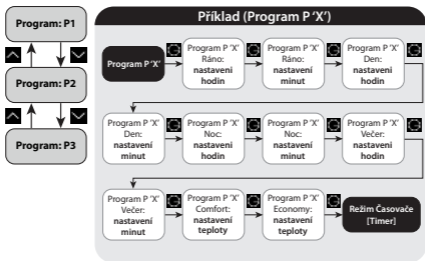 Příklad (Program P 'X')
Program: P1
Program: P2
Program: P3
Program P 'X'
Program P 'X'
Ráno:
nastaveni
hodin
Program P 'X'
Ráno:
nastavení
minut
Program P 'X'
Den:
nastavení
hodin
Program P 'X'
Den:
nastavení
minut
Program P 'X'
Noc:
nastavení
hodin
Program P 'X'
Noc:
nastavení
minut
Program P 'X'
Večer:
nastavení
hodin
Program P 'X'
Večer:
nastavení
minut
Program P 'X'
Comfort:
nastavení
teploty
Program P 'X'
Economy:
nastavení
teploty
Režim Časovače
[Timer]